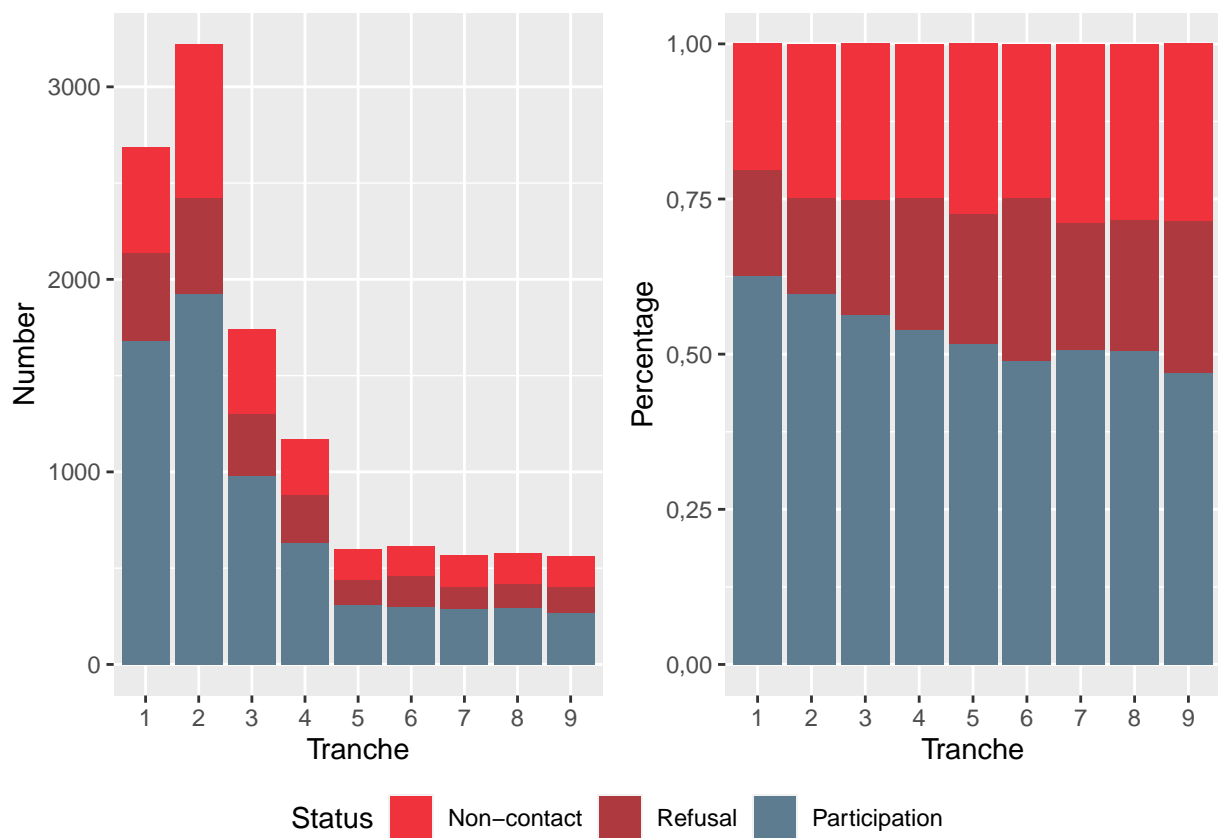 Number
3000
2000
1000
0
1 2 3 4 5 6 7 8 9
Tranche
Percentage
1,00
0,75
0,50
0,25
0,00
1 2 3 4 5 6 7 8 9
Tranche
Status Non−contact Refusal Participation